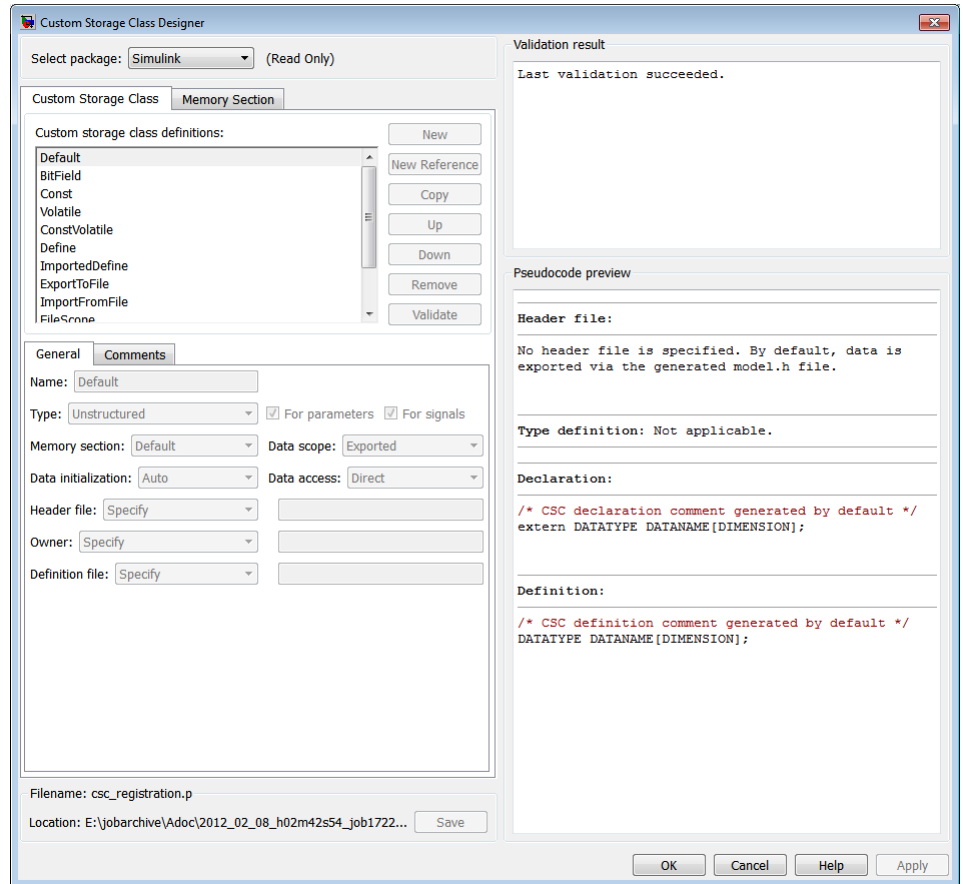 Custom Storage Class Designer
Select package: Simulink (Read Only)
Custom Storage Class Memory Section
Custom storage class definitions:
Default
BitField
Const
Volatile
ConstVolatile
Define
ImportedDefine
ExportToFile
ImportFromFile
FileScope
New
New Reference
Copy
Up
Down
Remove
Validate
General Comments
Name: Default
Type: Unstructured For parameters For signals
Memory section: Default Data scope: Exported
Data initialization: Auto Data access: Direct
Header file: Specify
Owner: Specify
Definition file: Specify
Filename: csc_registration.p
Location: E:\jobarchive\Adoc\2012_02_08_h02m42s54_job1722... Save
Validation result
Last validation succeeded.
Pseudocode preview
Header file:
No header file is specified. By default, data is
exported via the generated model.h file.
Type definition: Not applicable.
Declaration:
/* CSC declaration comment generated by default */
extern DATATYPE DATANAME[DIMENSION];
Definition:
/* CSC definition comment generated by default */
DATATYPE DATANAME[DIMENSION];
OK Cancel Help Apply